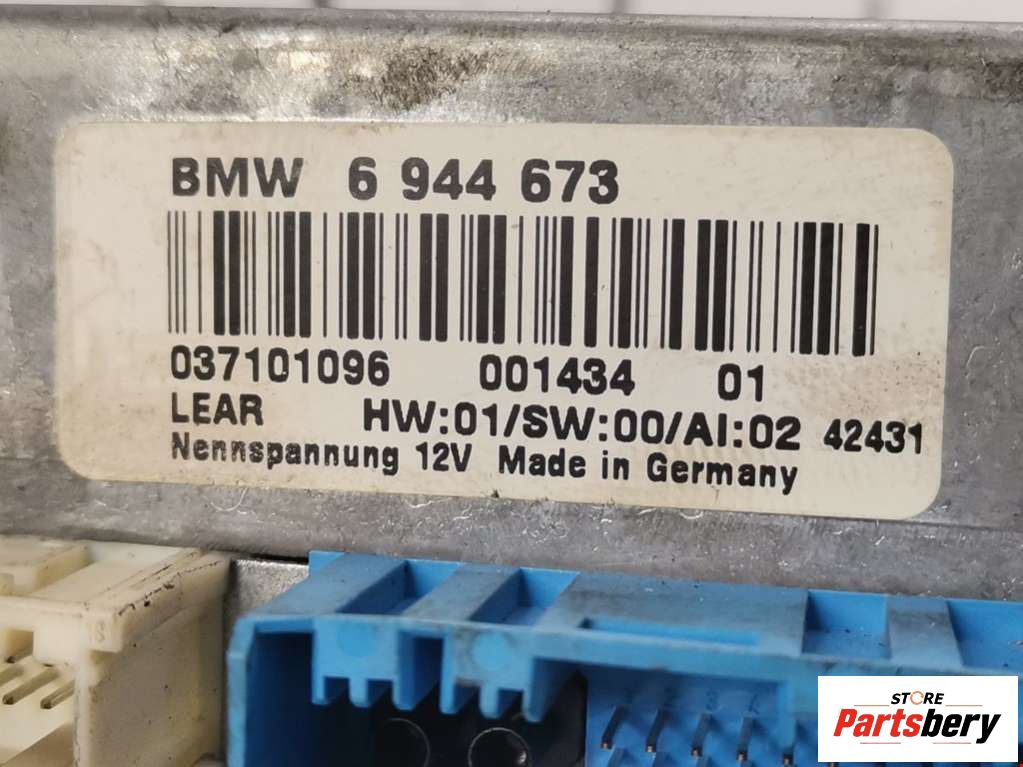 BMW 6 944 673
037101096 001434 01
LEAR HW:01/SW:00/AI:02 42431
Nennspannung 12V Made in Germany
STORE
Partsbery